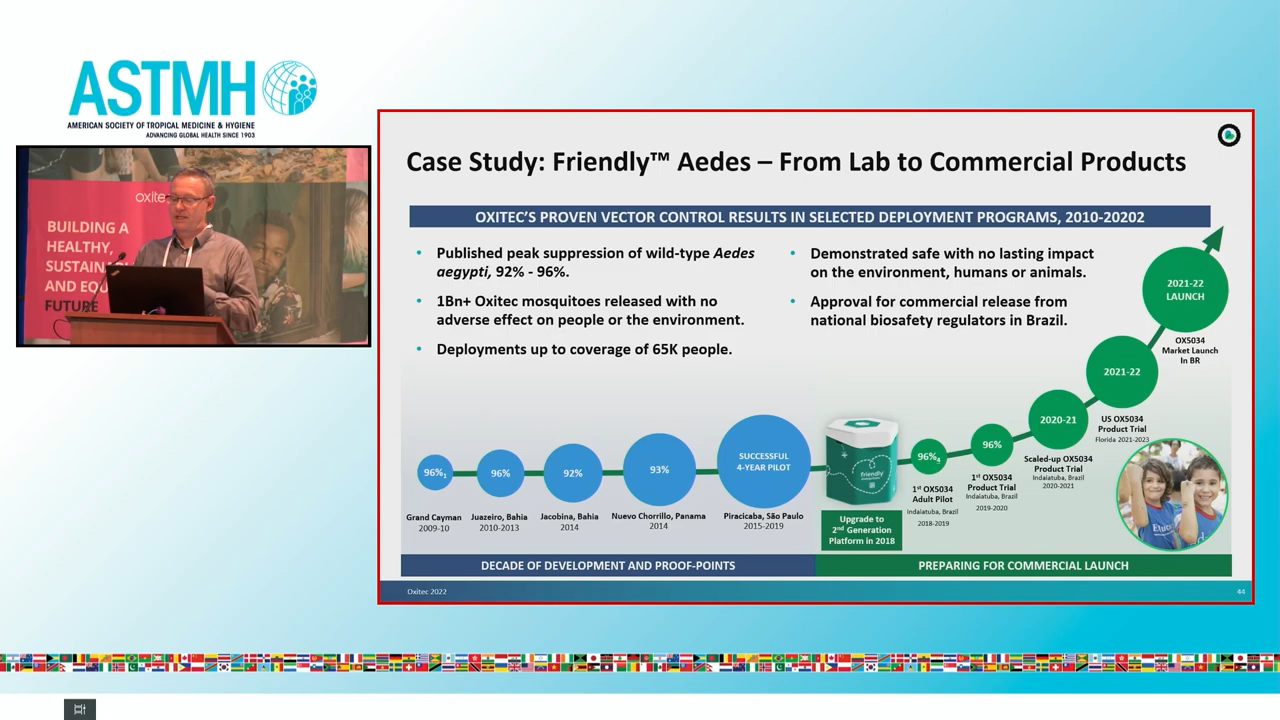 ASTMH
AMERICAN SOCIETY OF TROPICAL MEDICINE & HYGIENE
ADVANCING GLOBAL HEALTH SINCE 1903
oxite
BUILDING A
HEALTHY,
SUSTAIN
AND EQU
FUTURE
Case Study: Friendly™ Aedes – From Lab to Commercial Products
OXITEC'S PROVEN VECTOR CONTROL RESULTS IN SELECTED DEPLOYMENT PROGRAMS, 2010-20202
• Published peak suppression of wild-type Aedes
aegypti, 92% - 96%.
• 1Bn+ Oxitec mosquitoes released with no
adverse effect on people or the environment.
• Deployments up to coverage of 65K people.
• Demonstrated safe with no lasting impact
on the environment, humans or animals.
• Approval for commercial release from
national biosafety regulators in Brazil.
96%1
Grand Cayman
2009-10
96%
Juazeiro, Bahia
2010-2013
92%
Jacobina, Bahia
2014
93%
Nuevo Chorrillo, Panama
2014
SUCCESSFUL
4-YEAR PILOT
Piracicaba, São Paulo
2015-2019
friendly
Upgrade to
2nd Generation
Platform in 2018
96%4
1st OX5034
Adult Pilot
Indaiatuba, Brazil
2018-2019
96%
1st OX5034
Product Trial
Indaiatuba, Brazil
2019-2020
2020-21
Scaled-up OX5034
Product Trial
Indaiatuba, Brazil
2020-2021
2021-22
US OX5034
Product Trial
Florida 2021-2023
2021-22
LAUNCH
OX5034
Market Launch
In BR
DECADE OF DEVELOPMENT AND PROOF-POINTS
PREPARING FOR COMMERCIAL LAUNCH
Oxitec 2022
44